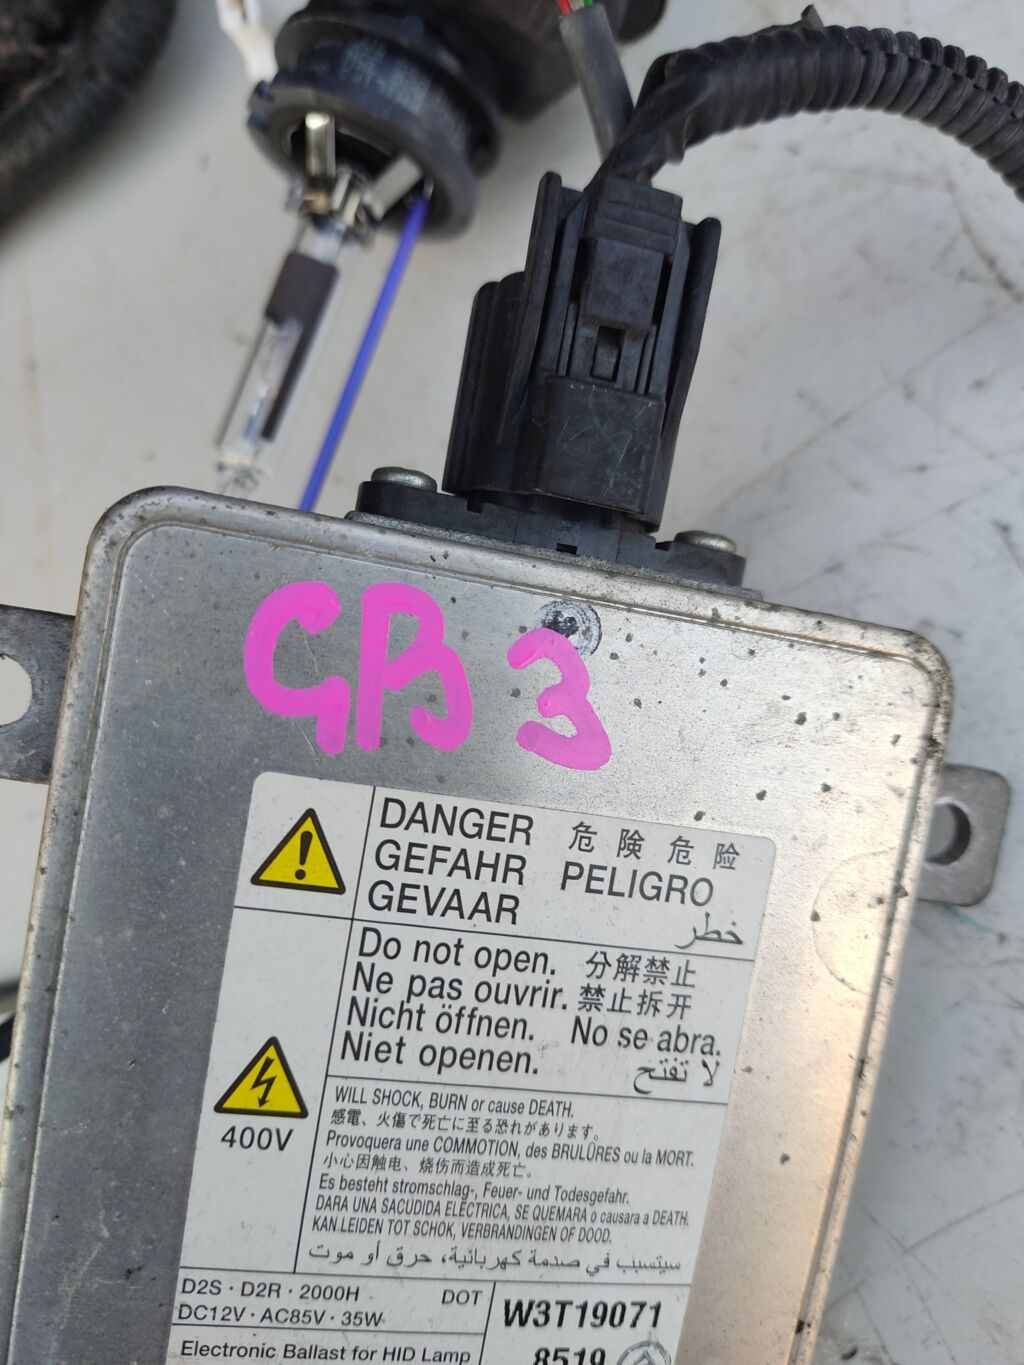 GB3
DANGER 危険危险
GEFAHR PELIGRO
GEVAAR خطر
Do not open. 分解禁止
Ne pas ouvrir. 禁止拆开
Nicht öffnen. No se abra.
Niet openen. لا تفتح
400V
WILL SHOCK, BURN or cause DEATH.
感電、火傷で死亡に至る恐れがあります。
Provoquera une COMMOTION, des BRULÛRES ou la MORT.
小心因触电、烧伤而造成死亡。
Es besteht stromschlag-, Feuer- und Todesgefahr.
DARA UNA SACUDIDA ELÉCTRICA, SE QUEMARA o causara a DEATH.
KAN LEIDEN TOT SCHOK, VERBRANDINGEN OF DOOD.
سيتسبب في صدمة كهربائية، حرق أو موت
D2S · D2R · 2000H DOT
DC12V · AC85V · 35W
W3T19071
Electronic Ballast for HID Lamp
8519